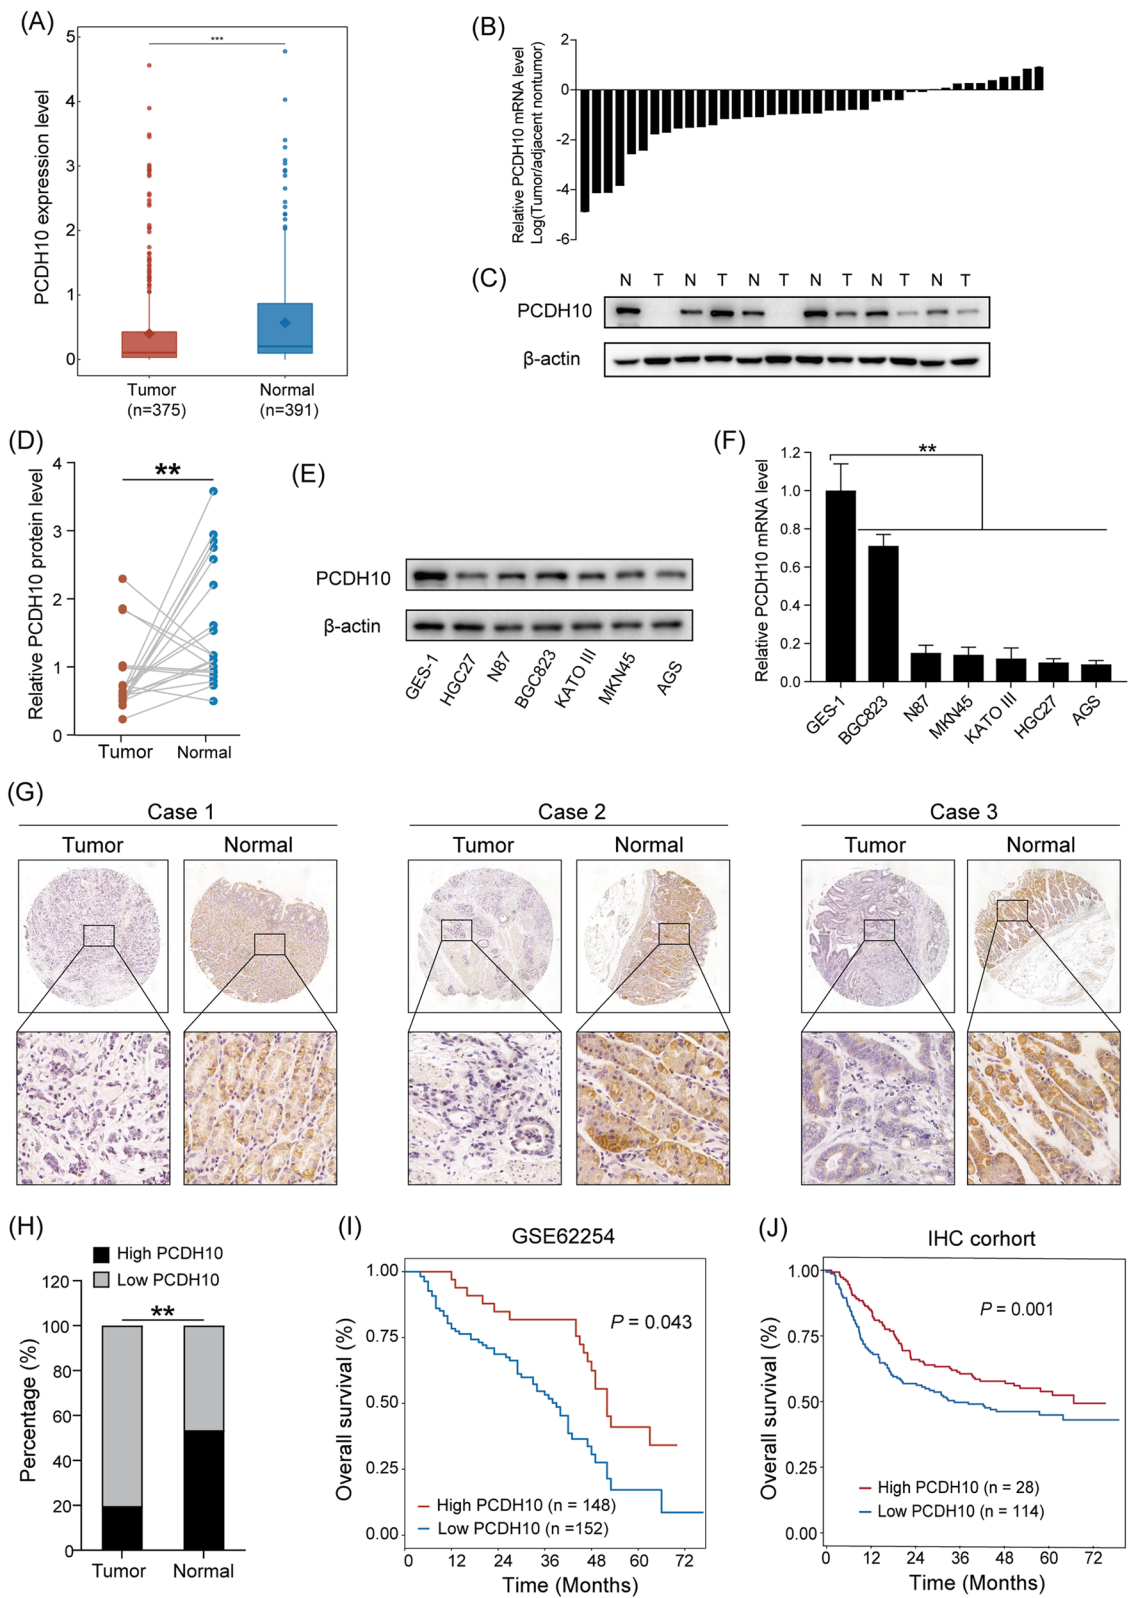 (A)
5
4
3
2
1
0
PCDH10 expression level
***
Tumor
(n=375)
Normal
(n=391)
(B)
2
0
-2
-4
-6
Relative PCDH10 mRNA level
Log(Tumor/adjacent nontumor)
(C)
N T N T N T N T N T N T
PCDH10
β-actin
(D)
4
3
2
1
0
Relative PCDH10 protein level
**
Tumor
Normal
(E)
PCDH10
β-actin
GES-1
HGC27
N87
BGC823
KATO III
MKN45
AGS
(F)
1.2
1.0
0.8
0.6
0.4
0.2
0.0
Relative PCDH10 mRNA level
**
GES-1
BGC823
N87
MKN45
KATO III
HGC27
AGS
(G)
Case 1
Tumor Normal
Case 2
Tumor Normal
Case 3
Tumor Normal
(H)
High PCDH10
Low PCDH10
120
100
80
60
40
20
0
Percentage (%)
**
Tumor Normal
(I)
GSE62254
1.00
0.75
0.50
0.25
0.00
Overall survival (%)
P = 0.043
High PCDH10 (n = 148)
Low PCDH10 (n =152)
0 12 24 36 48 60 72
Time (Months)
(J)
IHC corhort
1.00
0.75
0.50
0.25
0.00
Overall survival (%)
P = 0.001
High PCDH10 (n = 28)
Low PCDH10 (n = 114)
0 12 24 36 48 60 72
Time (Months)